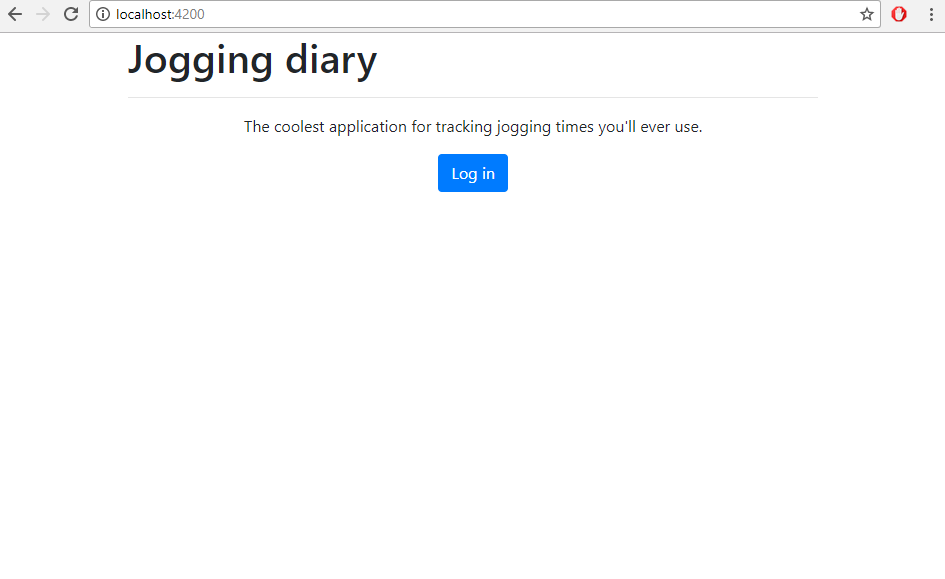 localhost:4200
Jogging diary
The coolest application for tracking jogging times you'll ever use.
Log in